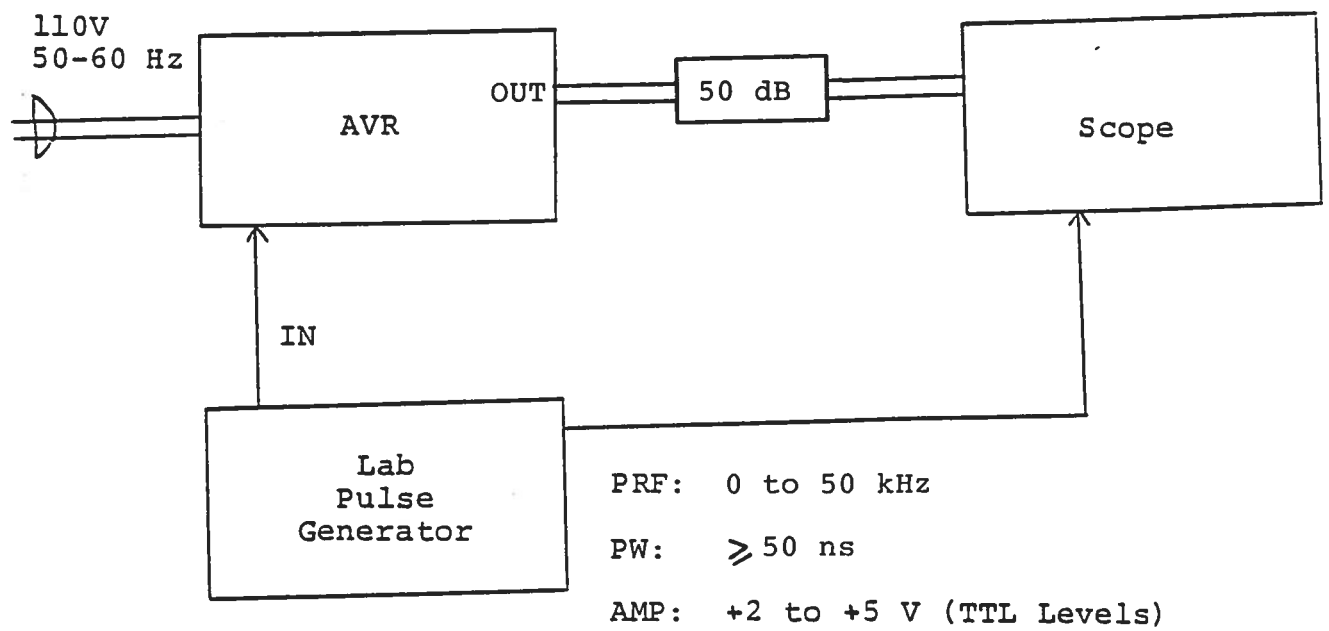 110V
50-60 Hz
AVR
OUT
50 dB
Scope
IN
Lab
Pulse
Generator
PRF: 0 to 50 kHz
PW: ⩾ 50 ns
AMP: +2 to +5 V (TTL Levels)